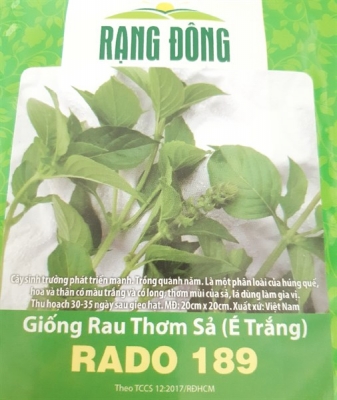 RẠNG ĐÔNG
Cây sinh trưởng phát triển mạnh. Trồng quanh năm. Là một phân loài của húng quế,
hoa và thân có màu trắng và có lông, thơm mùi của sả, lá dùng làm gia vị.
Thu hoạch 30-35 ngày sau gieo hạt. MĐ: 20cm x 20cm. Xuất xứ: Việt Nam
Giống Rau Thơm Sả (É Trắng)
RADO 189
Theo TCCS 12:2017/RĐHCM